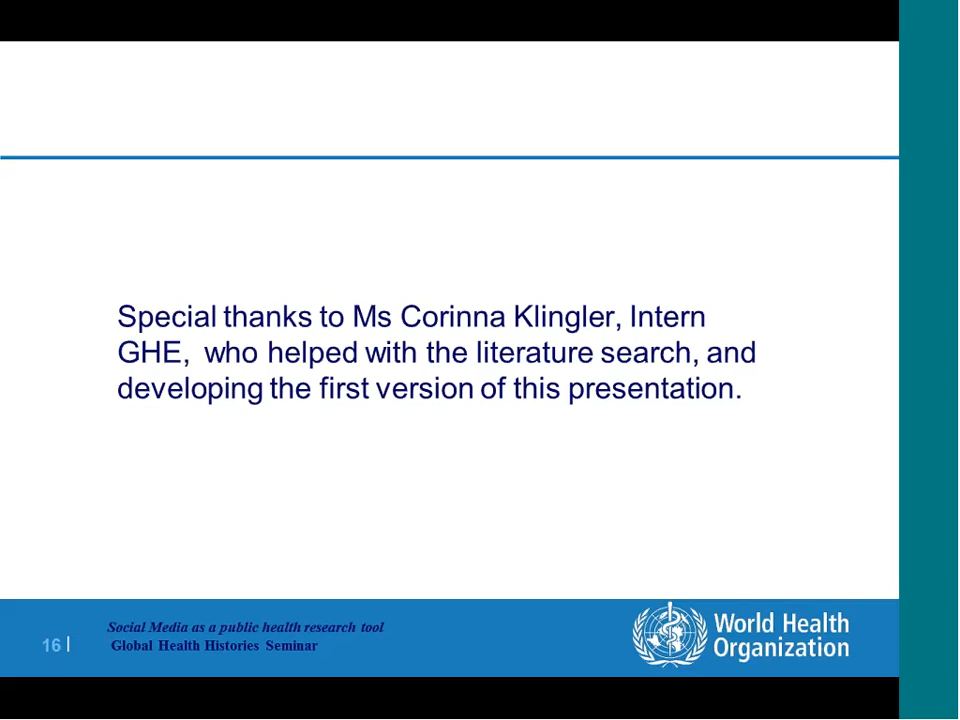 Special thanks to Ms Corinna Klingler, Intern
GHE,  who helped with the literature search, and
developing the first version of this presentation.
16 |
Social Media as a public health research tool
Global Health Histories Seminar
World Health
Organization